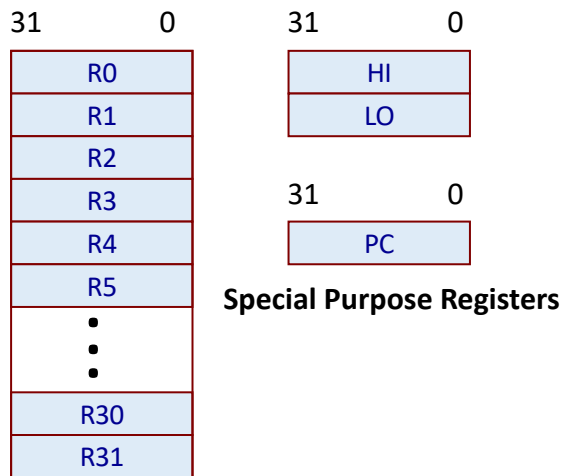 31 0
R0
R1
R2
R3
R4
R5
R30
R31
31 0
HI
LO
31 0
PC
Special Purpose Registers